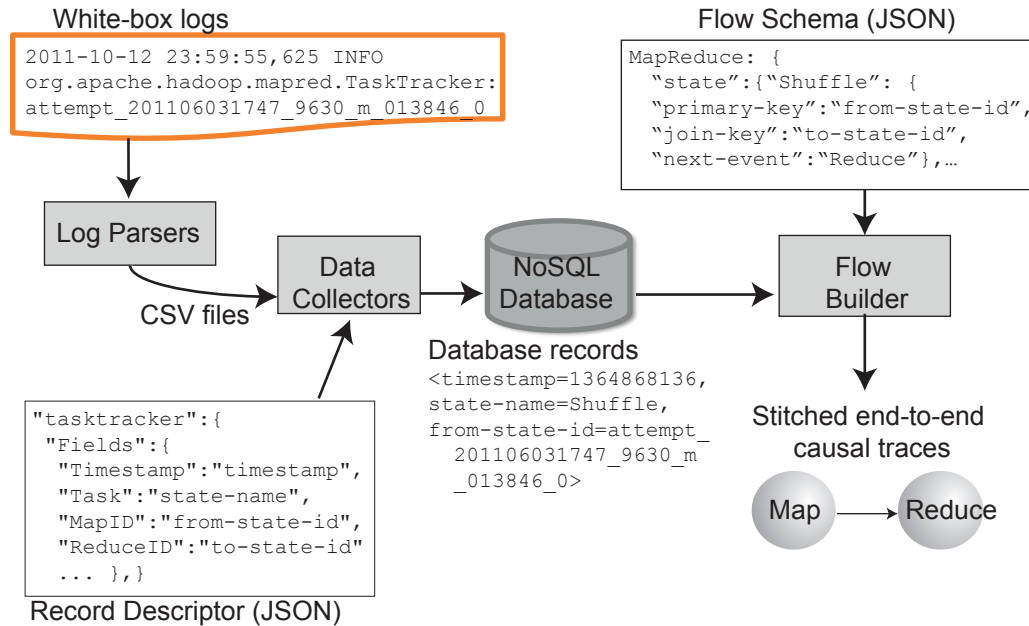 White-box logs
2011-10-12 23:59:55,625 INFO
org.apache.hadoop.mapred.TaskTracker:
attempt_201106031747_9630_m_013846_0
Flow Schema (JSON)
MapReduce: {
“state”:{“Shuffle”: {
“primary-key”:“from-state-id”,
“join-key”:“to-state-id”,
“next-event”:“Reduce”},…
Log Parsers
CSV files
Data
Collectors
NoSQL
Database
Flow
Builder
Database records
<timestamp=1364868136,
state-name=Shuffle,
from-state-id=attempt_
201106031747_9630_m
_013846_0>
"tasktracker":{
"Fields":{
"Timestamp":"timestamp",
"Task":"state-name",
"MapID":"from-state-id",
"ReduceID":"to-state-id"
... },}
Record Descriptor (JSON)
Stitched end-to-end
causal traces
Map
Reduce